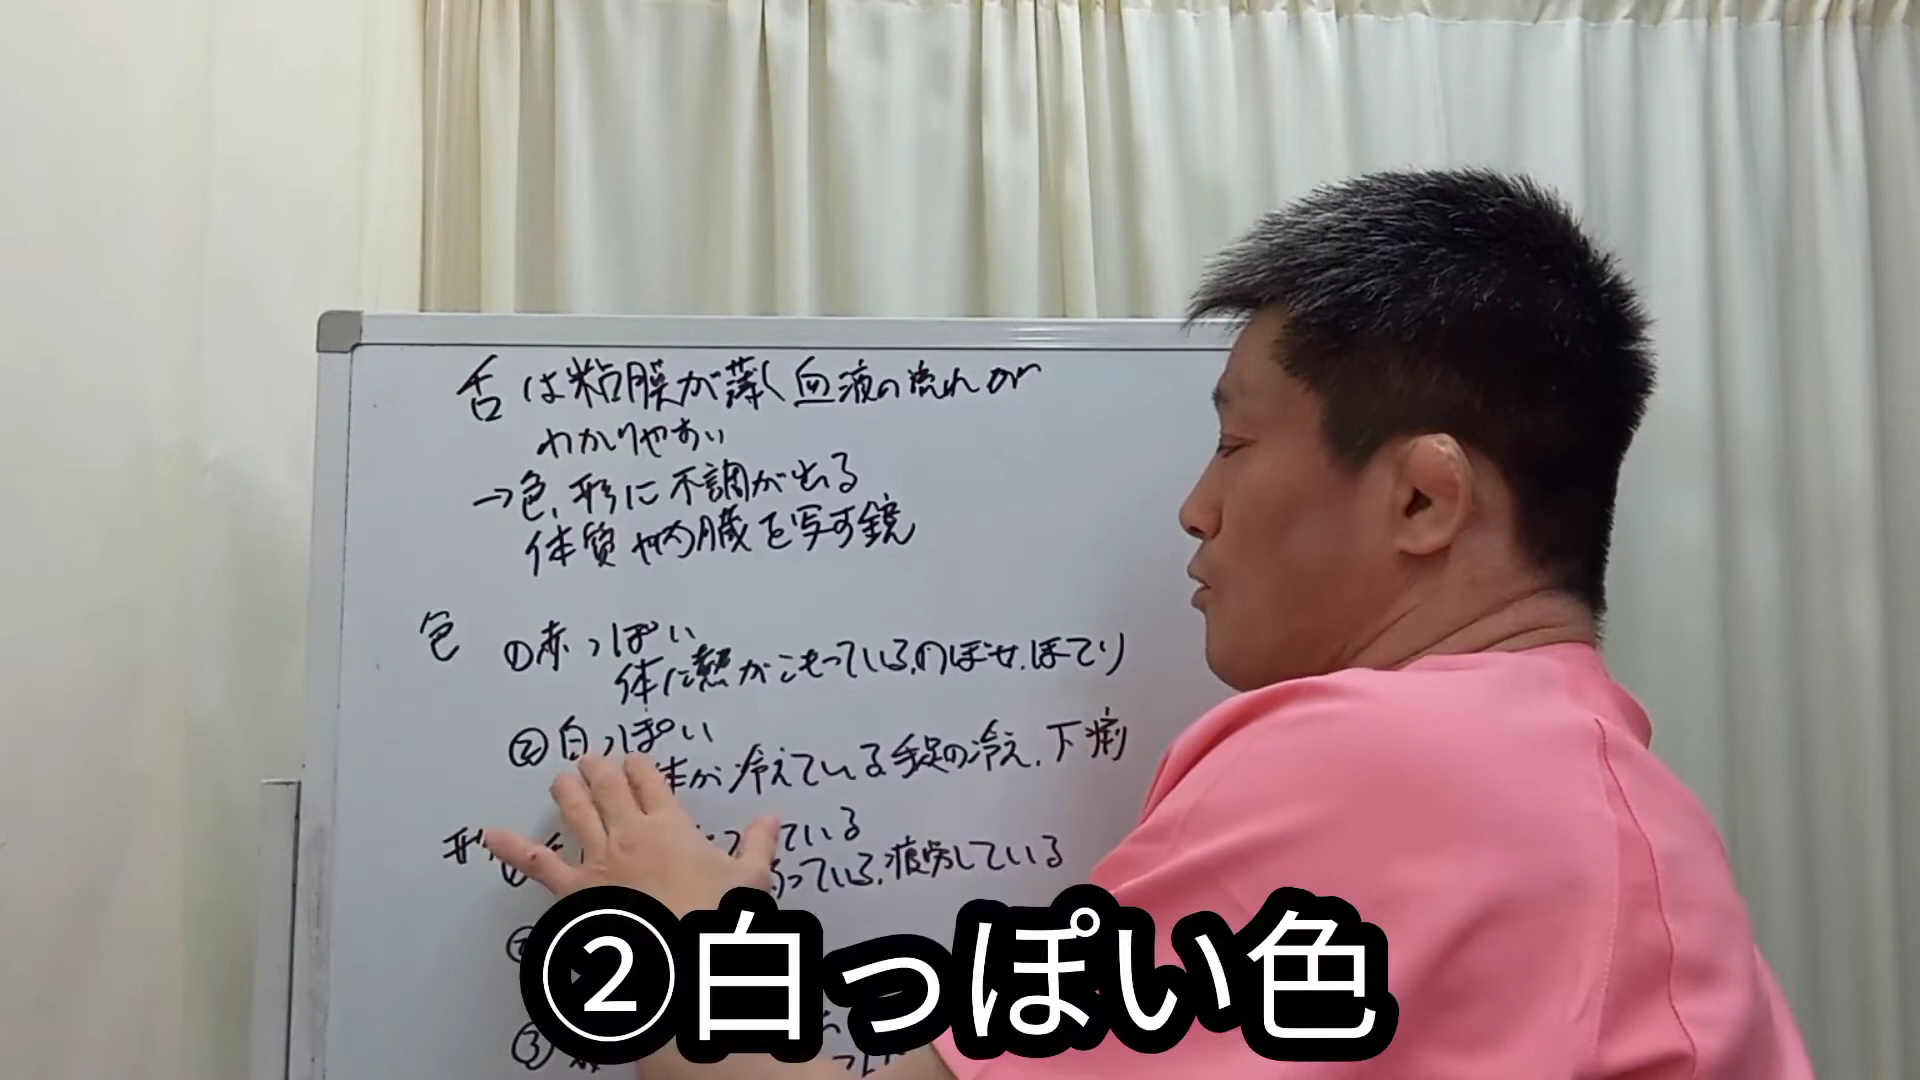 舌は粘膜が薄く血液の流れが
わかりやすい
→色、形に不調が出る
体質や内臓を写す鏡
色 ①赤っぽい
体に熱がこもっている、のぼせ、ほてり
②白っぽい
体が冷えている 手足の冷え、下痢
形
ている
っている、疲労している
②白っぽい色
③